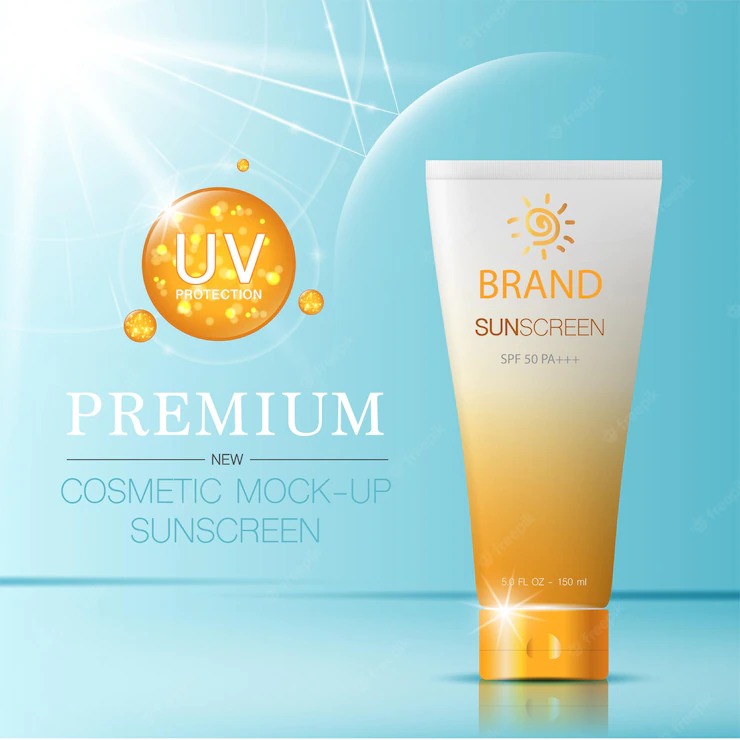 UV
PROTECTION
PREMIUM
NEW
COSMETIC MOCK-UP
SUNSCREEN
BRAND
SUNSCREEN
SPF 50 PA+++
5.0 FL OZ - 150 ml
freepik